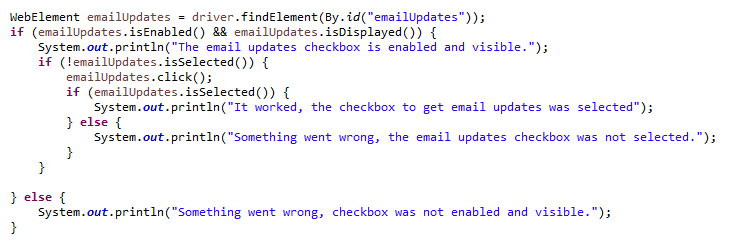 WebElement emailUpdates = driver.findElement(By.id("emailUpdates"));
if (emailUpdates.isEnabled() && emailUpdates.isDisplayed()) {
    System.out.println("The email updates checkbox is enabled and visible.");
    if (!emailUpdates.isSelected()) {
        emailUpdates.click();
        if (emailUpdates.isSelected()) {
            System.out.println("It worked, the checkbox to get email updates was selected");
        } else {
            System.out.println("Something went wrong, the email updates checkbox was not selected.");
        }
    }

} else {
    System.out.println("Something went wrong, checkbox was not enabled and visible.");
}